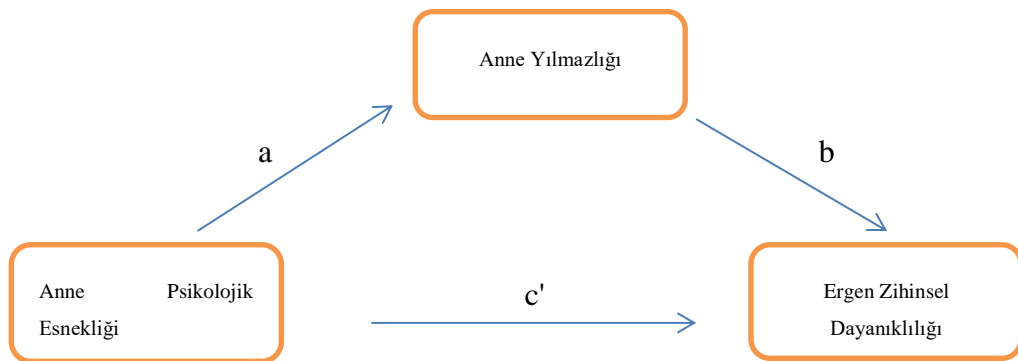 Anne Yılmazlığı
a
b
Anne Psikolojik
Esnekliği
c'
Ergen Zihinsel
Dayanıklılığı